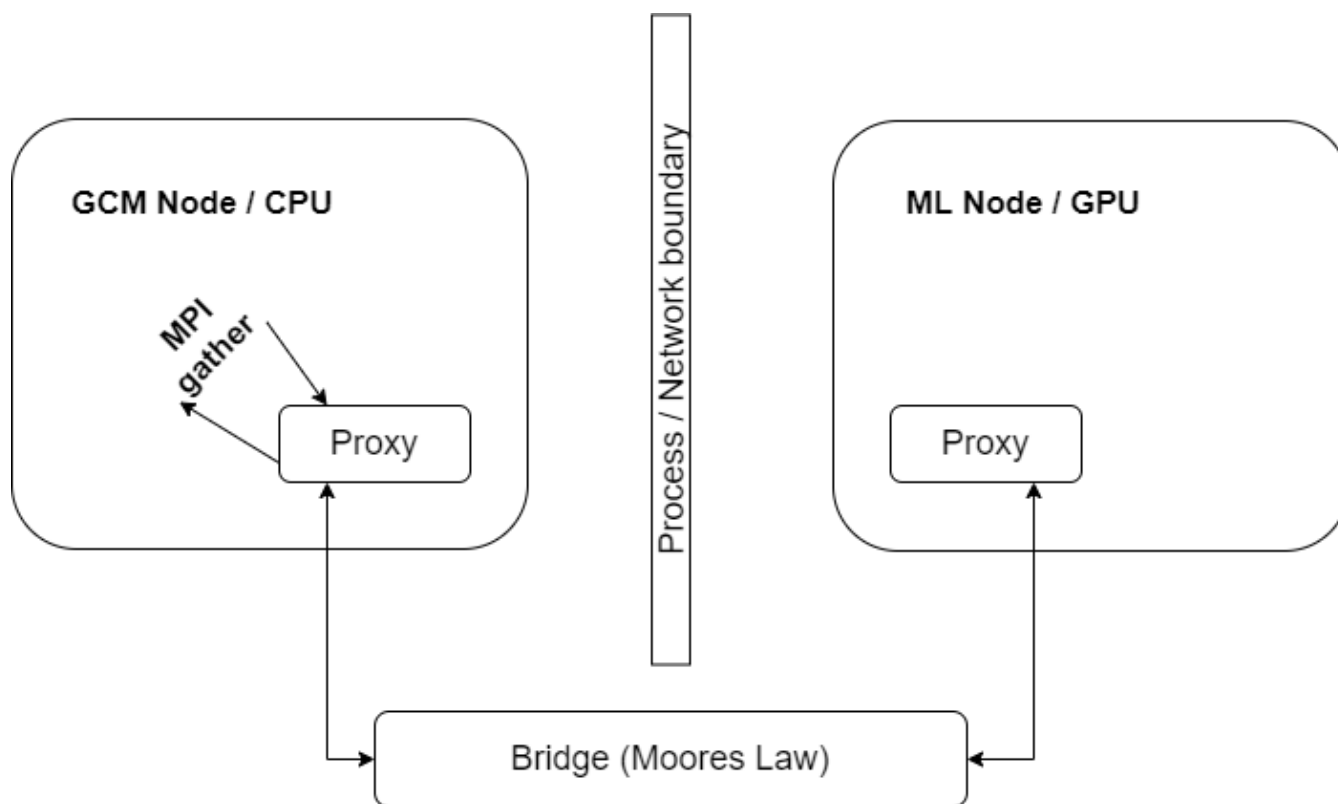 GCM Node / CPU
MPI
gather
Proxy
Process / Network boundary
ML Node / GPU
Proxy
Bridge (Moores Law)